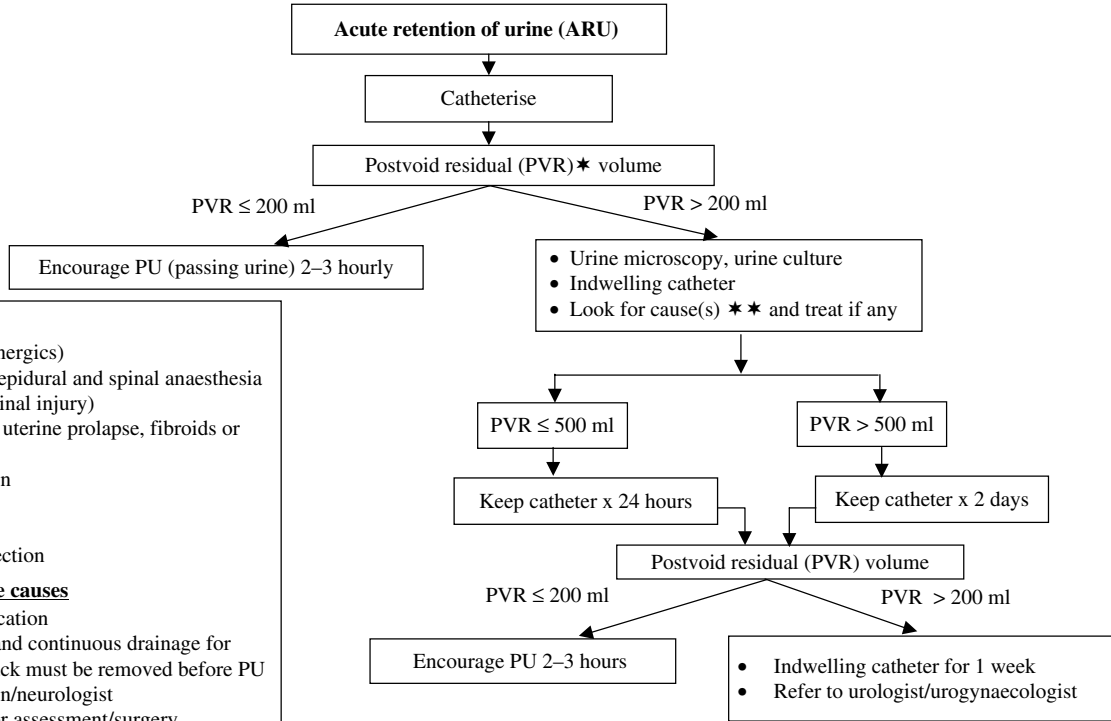 Acute retention of urine (ARU)
Catheterise
Postvoid residual (PVR)✶ volume
PVR ≤ 200 ml
PVR > 200 ml
Encourage PU (passing urine) 2–3 hourly
• Urine microscopy, urine culture
• Indwelling catheter
• Look for cause(s) ✶✶ and treat if any
PVR ≤ 500 ml
PVR > 500 ml
Keep catheter x 24 hours
Keep catheter x 2 days
Postvoid residual (PVR) volume
PVR ≤ 200 ml
PVR > 200 ml
Encourage PU 2–3 hours
• Indwelling catheter for 1 week
• Refer to urologist/urogynaecologist
nergics)
epidural and spinal anaesthesia
inal injury)
uterine prolapse, fibroids or
n
ection
e causes
cation
and continuous drainage for
ck must be removed before PU
n/neurologist
r assessment/surgery